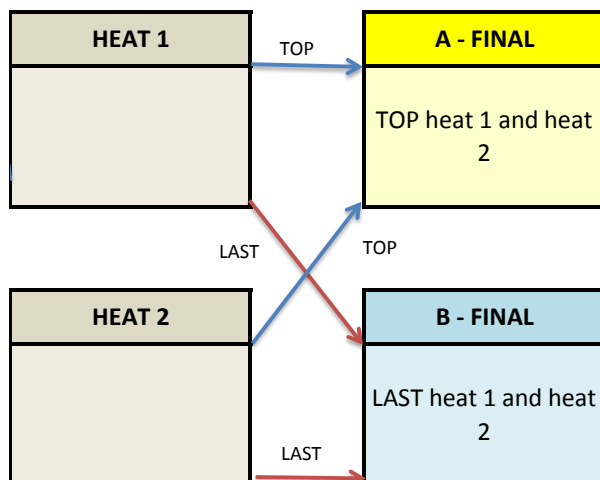 HEAT 1
TOP
A - FINAL
TOP heat 1 and heat
2
LAST
TOP
HEAT 2
B - FINAL
LAST heat 1 and heat
2
LAST